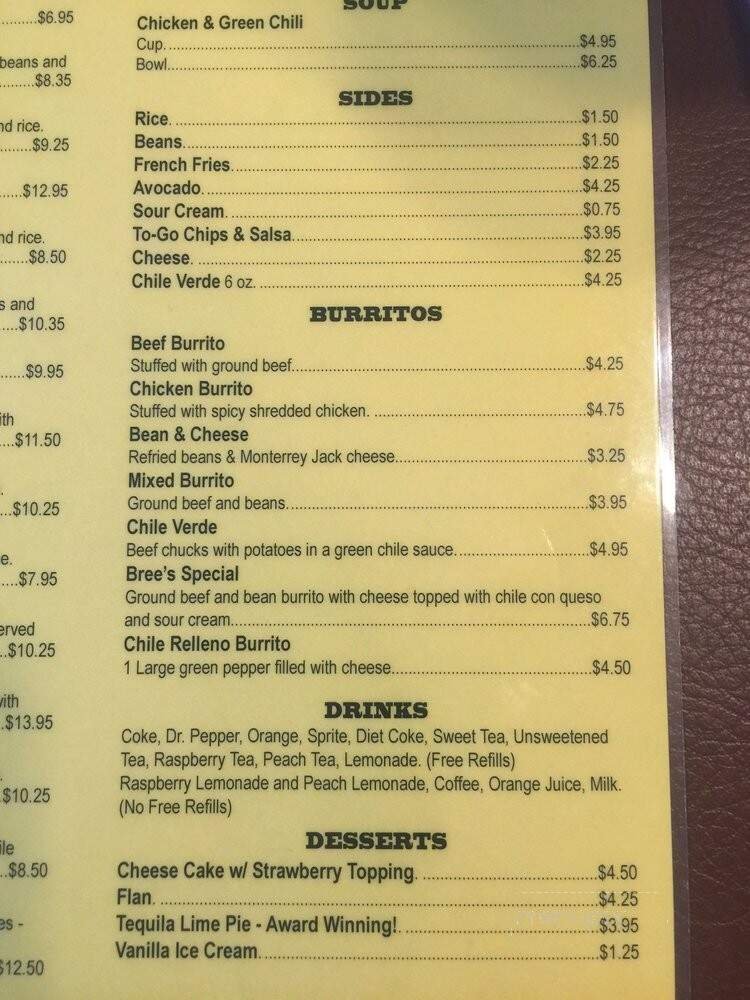 $6.95
beans and
$8.35
nd rice.
$9.25
$12.95
nd rice.
$8.50
s and
$10.35
$9.95
ith
$11.50
$10.25
e.
$7.95
erved
$10.25
with
$13.95
$10.25
ile
$8.50
es -
$12.50
SOUP
Chicken & Green Chili
Cup. $4.95
Bowl $6.25
SIDES
Rice. $1.50
Beans $1.50
French Fries $2.25
Avocado $4.25
Sour Cream. $0.75
To-Go Chips & Salsa $3.95
Cheese. $2.25
Chile Verde 6 oz. $4.25
BURRITOS
Beef Burrito
Stuffed with ground beef $4.25
Chicken Burrito
Stuffed with spicy shredded chicken. $4.75
Bean & Cheese
Refried beans & Monterrey Jack cheese $3.25
Mixed Burrito
Ground beef and beans $3.95
Chile Verde
Beef chucks with potatoes in a green chile sauce $4.95
Bree's Special
Ground beef and bean burrito with cheese topped with chile con queso
and sour cream $6.75
Chile Relleno Burrito
1 Large green pepper filled with cheese $4.50
DRINKS
Coke, Dr. Pepper, Orange, Sprite, Diet Coke, Sweet Tea, Unsweetened
Tea, Raspberry Tea, Peach Tea, Lemonade. (Free Refills)
Raspberry Lemonade and Peach Lemonade, Coffee, Orange Juice, Milk.
(No Free Refills)
DESSERTS
Cheese Cake w/ Strawberry Topping. $4.50
Flan. $4.25
Tequila Lime Pie - Award Winning!. $3.95
Vanilla Ice Cream $1.25